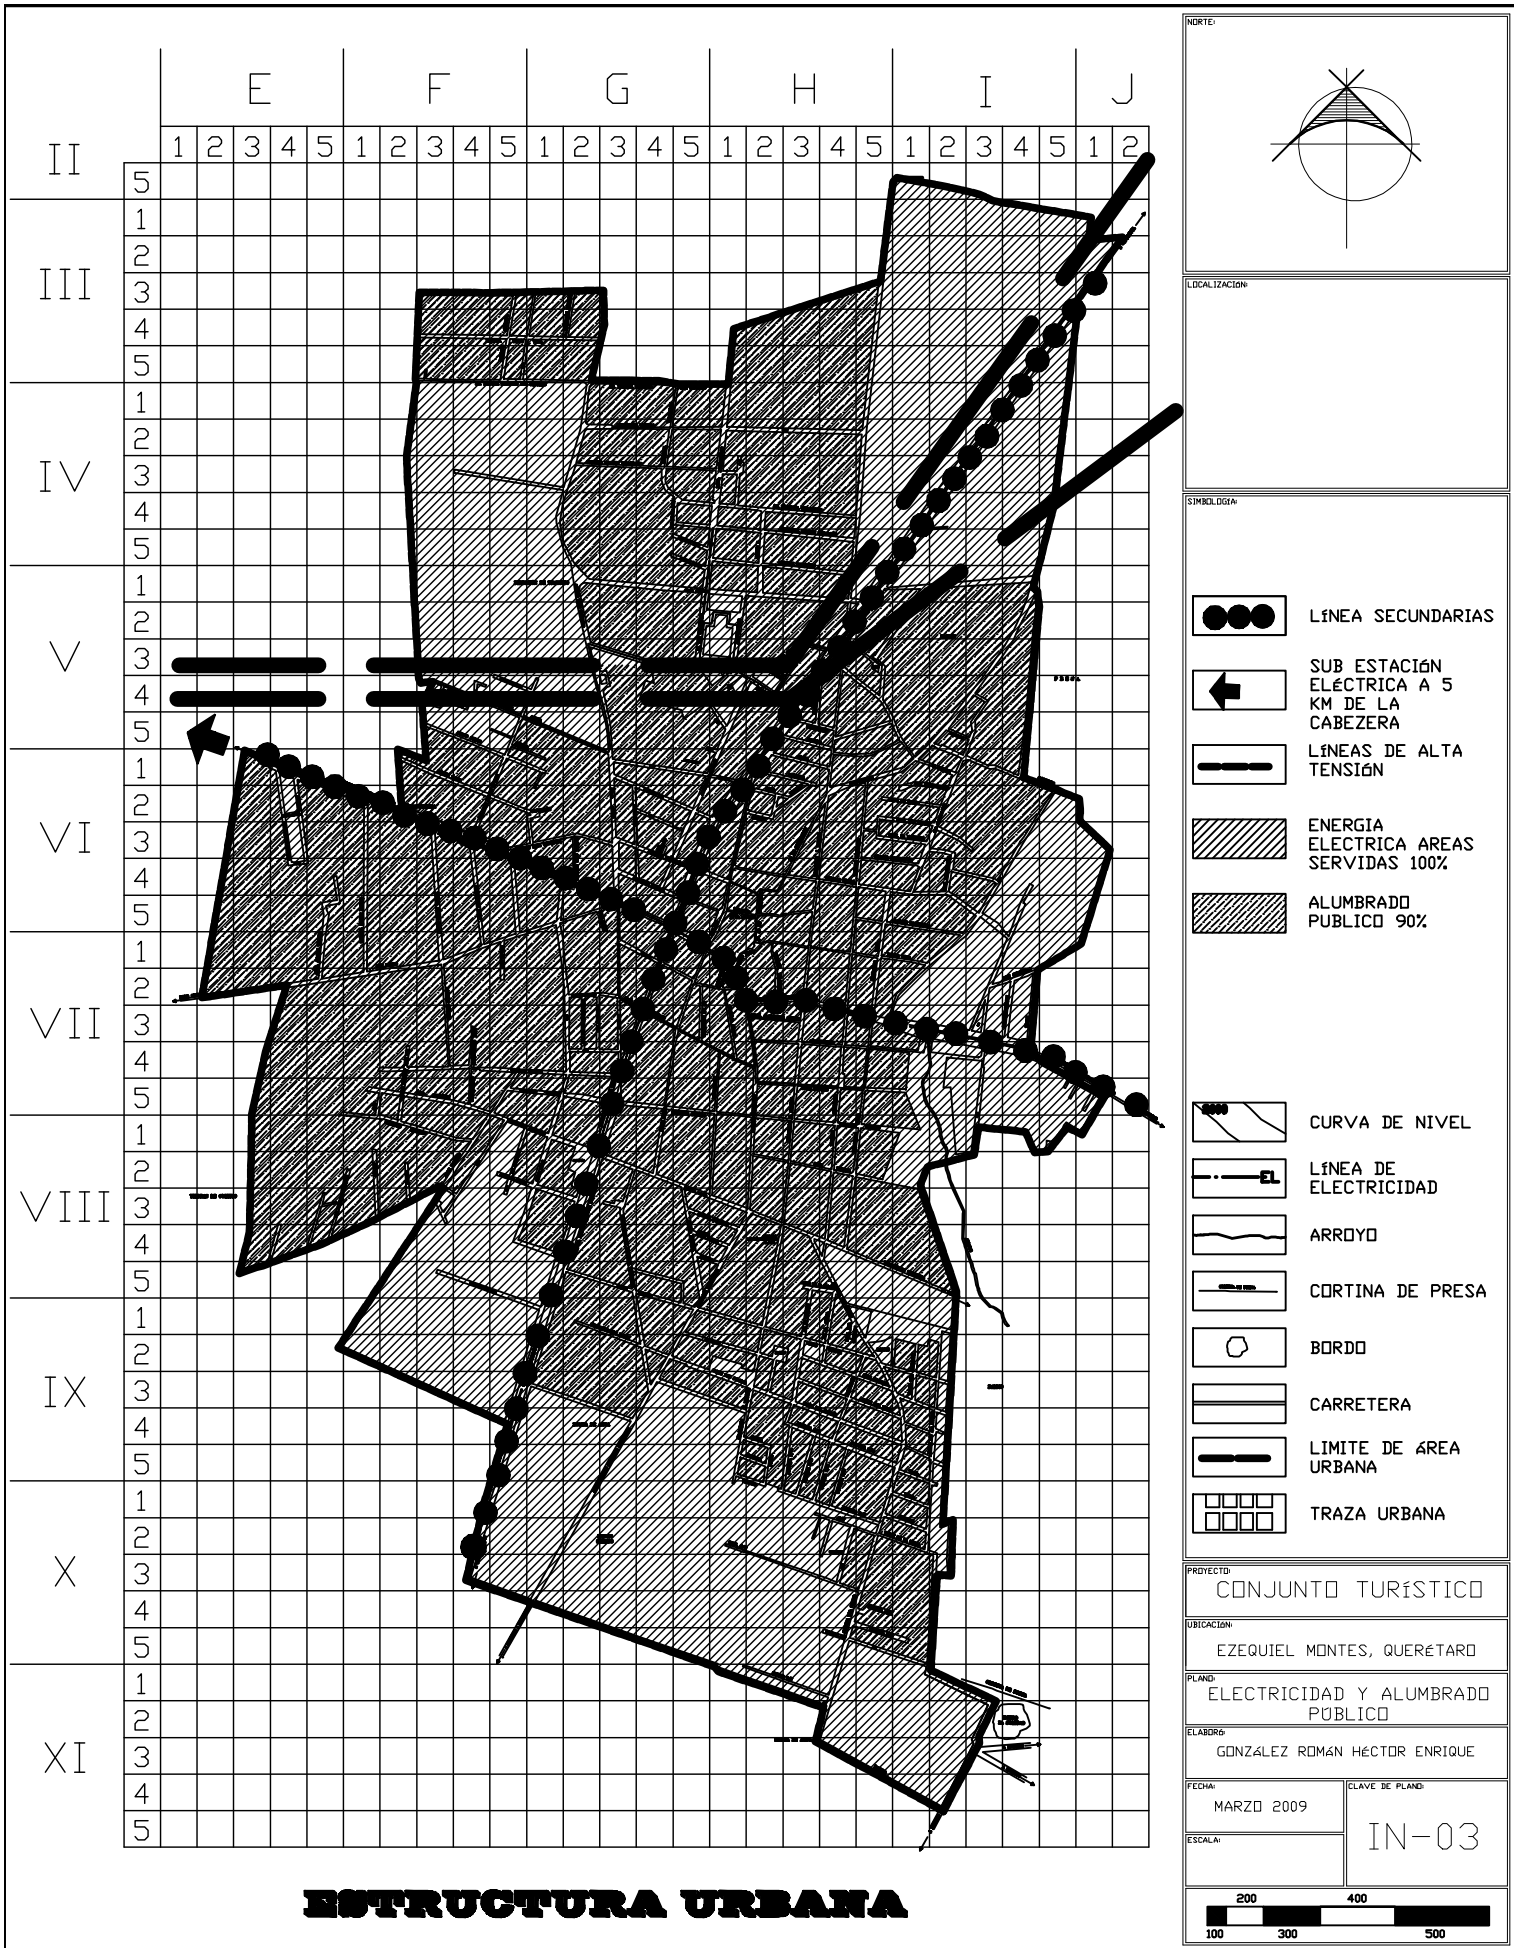 E F G H I J
1 2 3 4 5 1 2 3 4 5 1 2 3 4 5 1 2 3 4 5 1 2 3 4 5 1 2
II
5
III
1
2
3
4
5
IV
1
2
3
4
5
V
1
2
3
4
5
VI
1
2
3
4
5
VII
1
2
3
4
5
VIII
1
2
3
4
5
IX
1
2
3
4
5
X
1
2
3
4
5
XI
1
2
3
4
5
ESTRUCTURA URBANA
NORTE:
LOCALIZACIóN:
SIMBOLOGíA:
LíNEA SECUNDARIAS
SUB ESTACIóN
ELéCTRICA A 5
KM DE LA
CABEZERA
LíNEAS DE ALTA
TENSIóN
ENERGIA
ELECTRICA AREAS
SERVIDAS 100%
ALUMBRADO
PUBLICO 90%
CURVA DE NIVEL
EL
LíNEA DE
ELECTRICIDAD
ARROYO
CORTINA DE PRESA
BORDO
CARRETERA
LIMITE DE áREA
URBANA
TRAZA URBANA
PROYECTO:
CONJUNTO TURíSTICO
UBICACIóN:
EZEQUIEL MONTES, QUERéTARO
PLANO:
ELECTRICIDAD Y ALUMBRADO
PúBLICO
ELABORó:
GONZáLEZ ROMáN HéCTOR ENRIQUE
FECHA:
MARZO 2009
CLAVE DE PLANO:
IN-03
ESCALA:
200 400
100 300 500